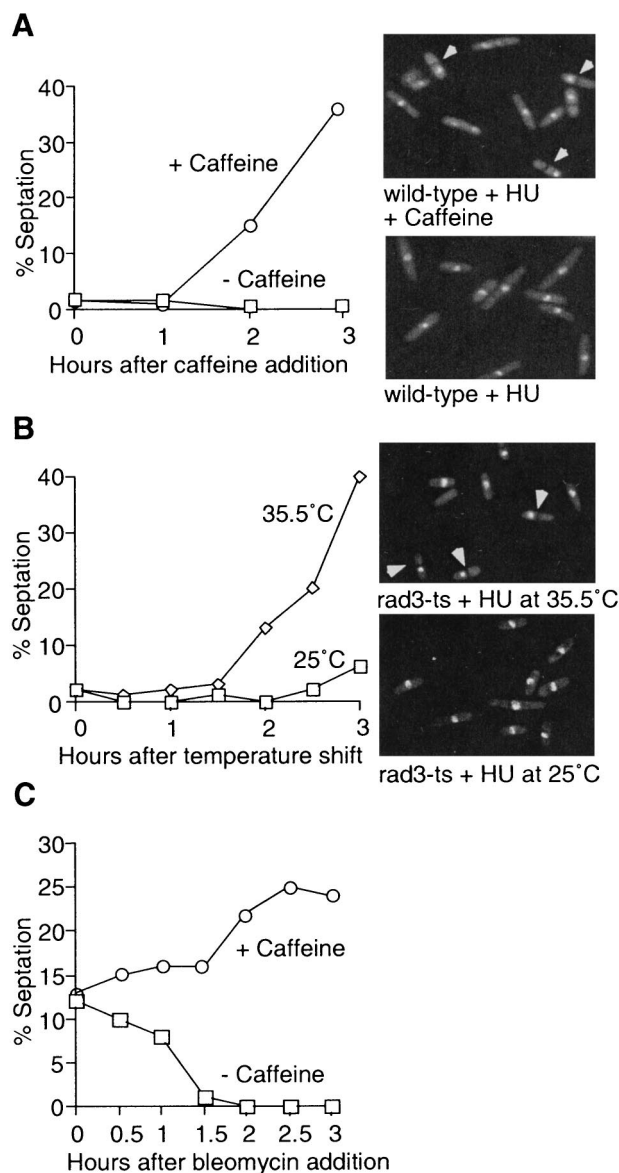 A
40
30
20
10
0
% Septation
+ Caffeine
- Caffeine
0 1 2 3
Hours after caffeine addition
wild-type + HU
+ Caffeine
wild-type + HU
B
40
30
20
10
0
% Septation
35.5˚C
25˚C
0 1 2 3
Hours after temperature shift
rad3-ts + HU at 35.5˚C
rad3-ts + HU at 25˚C
C
30
25
20
15
10
5
0
% Septation
+ Caffeine
- Caffeine
0 0.5 1 1.5 2 2.5 3
Hours after bleomycin addition